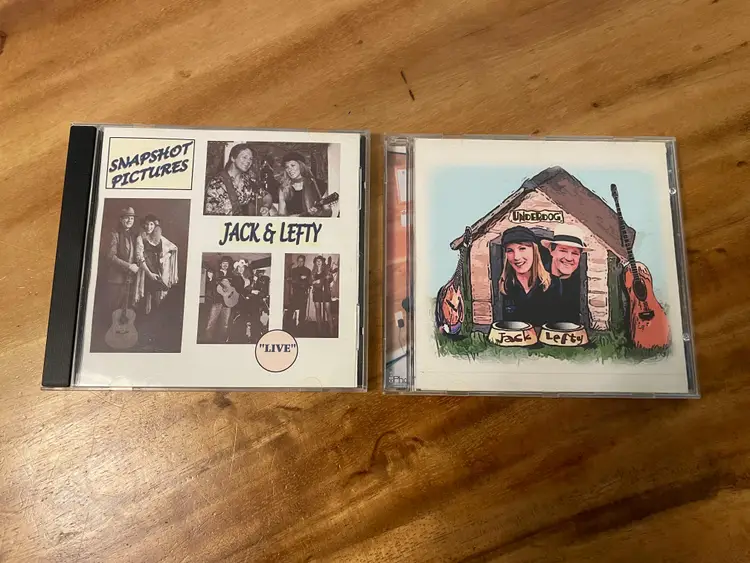 SNAPSHOT
PICTURES
JACK & LEFTY
"LIVE"
UNDERDOG
Jack
Lefty